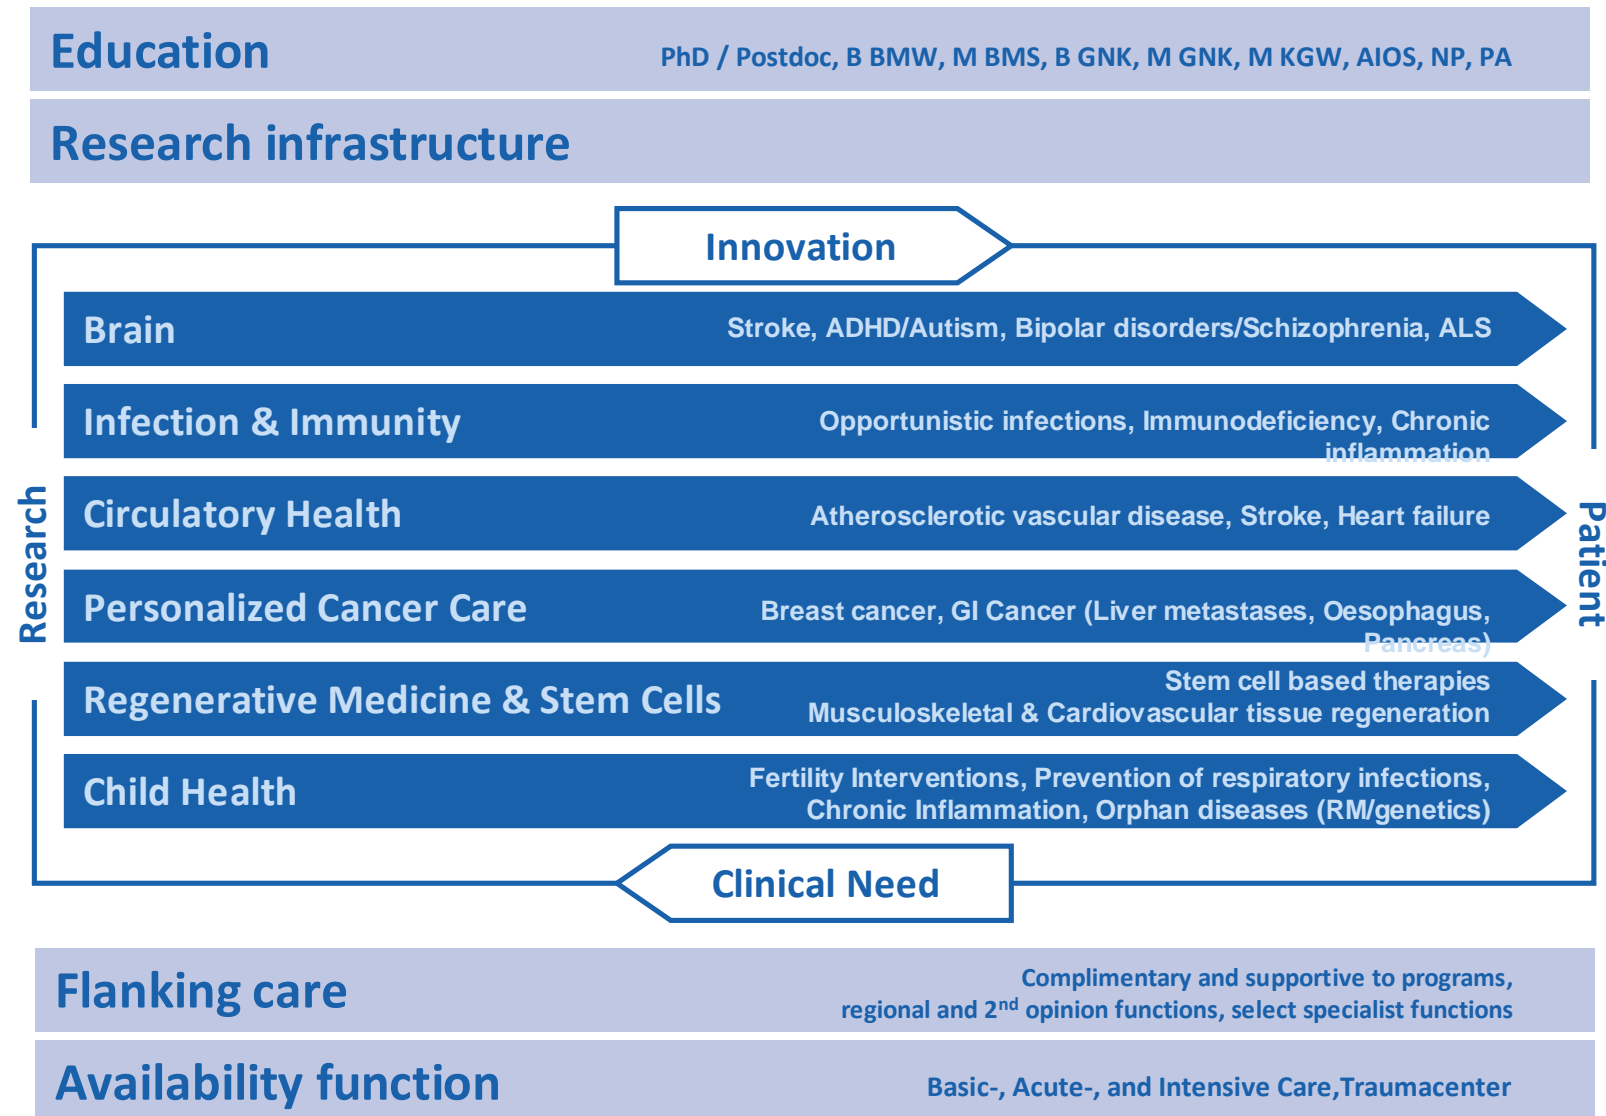 Education
PhD / Postdoc, B BMW, M BMS, B GNK, M GNK, M KGW, AIOS, NP, PA
Research infrastructure
Innovation
Research
Patient
Brain
Stroke, ADHD/Autism, Bipolar disorders/Schizophrenia, ALS
Infection & Immunity
Opportunistic infections, Immunodeficiency, Chronic
inflammation
Circulatory Health
Atherosclerotic vascular disease, Stroke, Heart failure
Personalized Cancer Care
Breast cancer, GI Cancer (Liver metastases, Oesophagus,
Pancreas)
Regenerative Medicine & Stem Cells
Stem cell based therapies
Musculoskeletal & Cardiovascular tissue regeneration
Child Health
Fertility Interventions, Prevention of respiratory infections,
Chronic Inflammation, Orphan diseases (RM/genetics)
Clinical Need
Flanking care
Complimentary and supportive to programs,
regional and 2nd opinion functions, select specialist functions
Availability function
Basic-, Acute-, and Intensive Care,Traumacenter